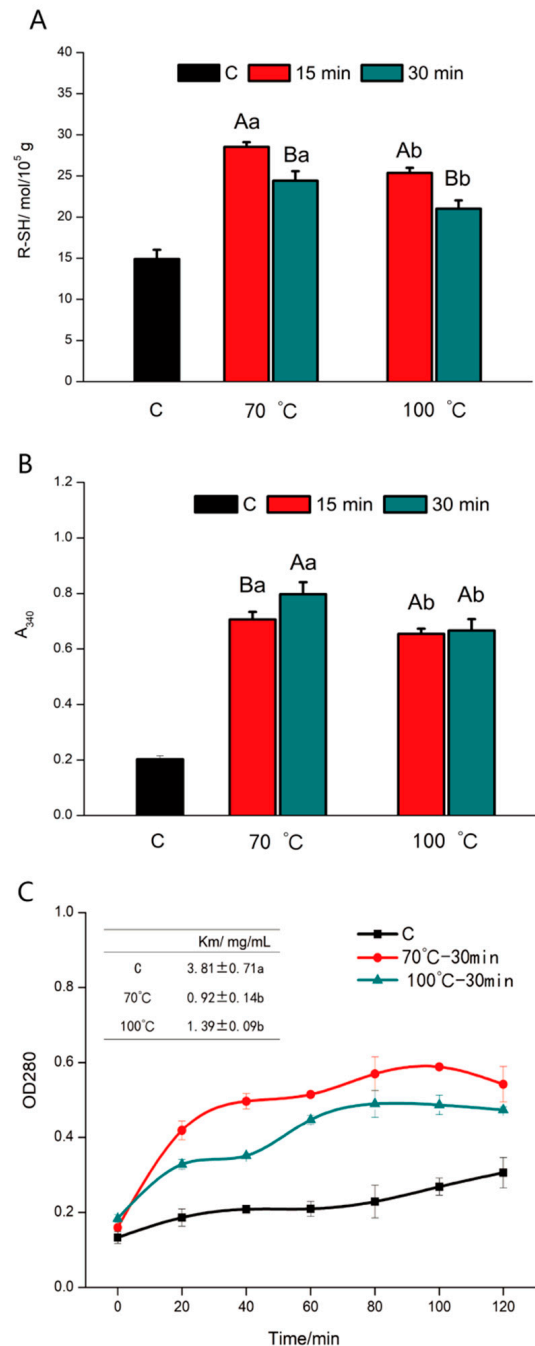 A
40
C 15 min 30 min
35
Aa
30
Ba Ab
25
Bb
20
15
10
5
0
R-SH/ mol/10⁵ g
C 70 °C 100 °C
B
1.2
C 15 min 30 min
1.0
Aa
Ba Ab Ab
0.8
0.6
0.4
0.2
0.0
A₃₄₀
C 70 °C 100 °C
C
1.0
Km/ mg/mL
C 3.81±0.71a
70°C 0.92±0.14b
100°C 1.39±0.09b
C
70°C-30min
100°C-30min
0.8
0.6
0.4
0.2
0.0
OD280
0 20 40 60 80 100 120
Time/min